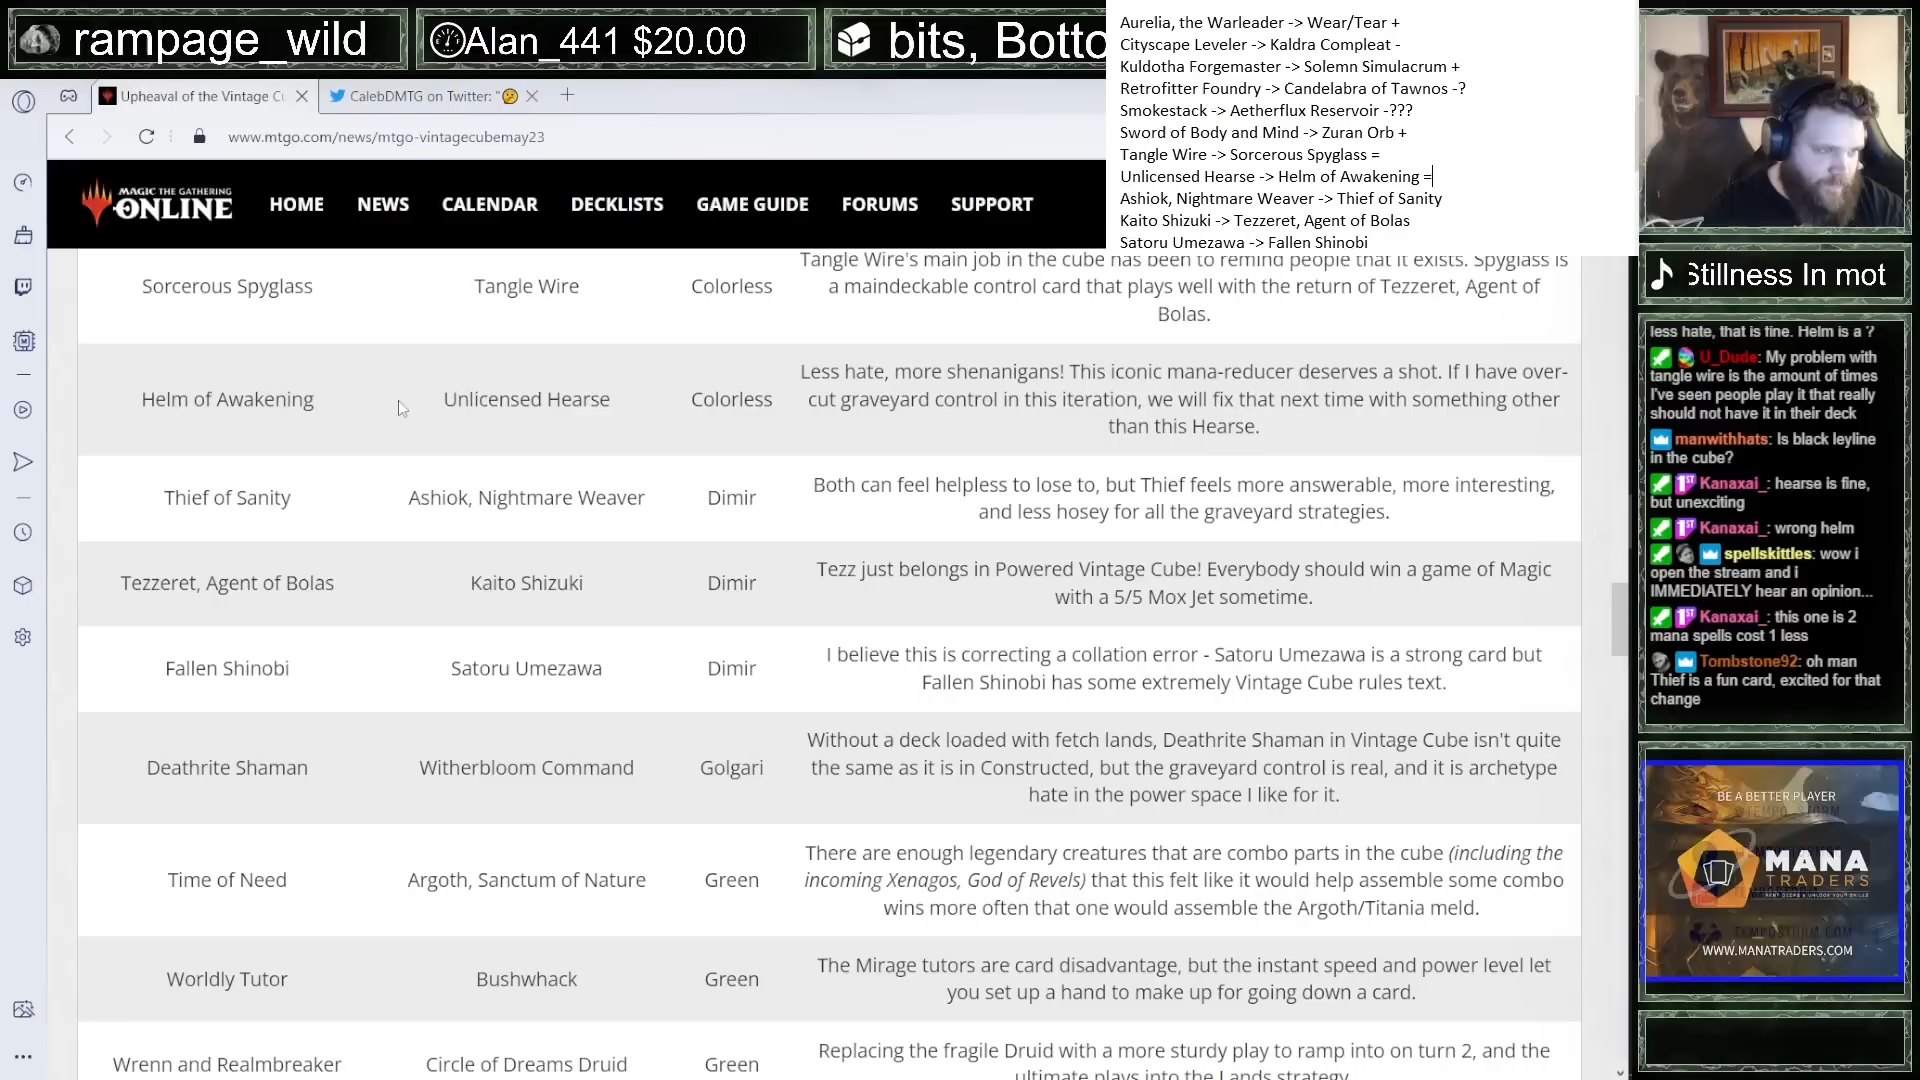 rampage_wild
Alan_441 $20.00
bits, Botto
Aurelia, the Warleader -> Wear/Tear +
Cityscape Leveler -> Kaldra Compleat -
Kuldotha Forgemaster -> Solemn Simulacrum +
Retrofitter Foundry -> Candelabra of Tawnos -?
Smokestack -> Aetherflux Reservoir -???
Sword of Body and Mind -> Zuran Orb +
Tangle Wire -> Sorcerous Spyglass =
Unlicensed Hearse -> Helm of Awakening =
Ashiok, Nightmare Weaver -> Thief of Sanity
Kaito Shizuki -> Tezzeret, Agent of Bolas
Satoru Umezawa -> Fallen Shinobi
Upheaval of the Vintage Cu
CalebDMTG on Twitter: "🤔
www.mtgo.com/news/mtgo-vintagecubemay23
MAGIC THE GATHERING
ONLINE
HOME NEWS CALENDAR DECKLISTS GAME GUIDE FORUMS SUPPORT
Sorcerous Spyglass
Tangle Wire
Colorless
Tangle Wire's main job in the cube has been to remind people that it exists. Spyglass is
a maindeckable control card that plays well with the return of Tezzeret, Agent of
Bolas.
Helm of Awakening
Unlicensed Hearse
Colorless
Less hate, more shenanigans! This iconic mana-reducer deserves a shot. If I have over-
cut graveyard control in this iteration, we will fix that next time with something other
than this Hearse.
Thief of Sanity
Ashiok, Nightmare Weaver
Dimir
Both can feel helpless to lose to, but Thief feels more answerable, more interesting,
and less hosey for all the graveyard strategies.
Tezzeret, Agent of Bolas
Kaito Shizuki
Dimir
Tezz just belongs in Powered Vintage Cube! Everybody should win a game of Magic
with a 5/5 Mox Jet sometime.
Fallen Shinobi
Satoru Umezawa
Dimir
I believe this is correcting a collation error - Satoru Umezawa is a strong card but
Fallen Shinobi has some extremely Vintage Cube rules text.
Deathrite Shaman
Witherbloom Command
Golgari
Without a deck loaded with fetch lands, Deathrite Shaman in Vintage Cube isn't quite
the same as it is in Constructed, but the graveyard control is real, and it is archetype
hate in the power space I like for it.
Time of Need
Argoth, Sanctum of Nature
Green
There are enough legendary creatures that are combo parts in the cube (including the
incoming Xenagos, God of Revels) that this felt like it would help assemble some combo
wins more often that one would assemble the Argoth/Titania meld.
Worldly Tutor
Bushwhack
Green
The Mirage tutors are card disadvantage, but the instant speed and power level let
you set up a hand to make up for going down a card.
Wrenn and Realmbreaker
Circle of Dreams Druid
Green
Replacing the fragile Druid with a more sturdy play to ramp into on turn 2, and the
ultimate plays into the Lands strategy.
Stillness In mot
less hate, that is fine. Helm is a ?
U_Dude: My problem with
tangle wire is the amount of times
I've seen people play it that really
should not have it in their deck
manwithhats: Is black leyline
in the cube?
Kanaxai_: hearse is fine,
but unexciting
Kanaxai_: wrong helm
spellskittles: wow i
open the stream and i
IMMEDIATELY hear an opinion...
Kanaxai_: this one is 2
mana spells cost 1 less
Tombstone92: oh man
Thief is a fun card, excited for that
change
BE A BETTER PLAYER
MANA
TRADERS
WWW.MANATRADERS.COM